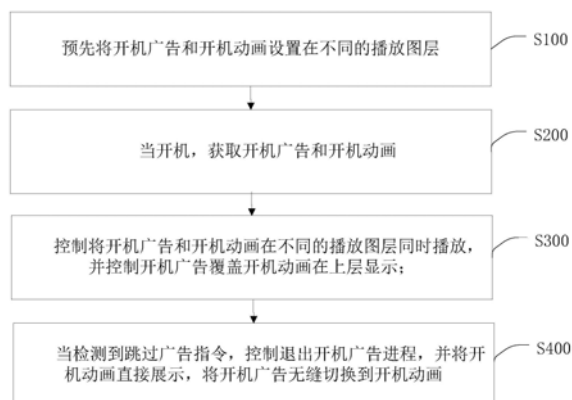 预先将开机广告和开机动画设置在不同的播放图层
S100
当开机，获取开机广告和开机动画
S200
控制将开机广告和开机动画在不同的播放图层同时播放，
并控制开机广告覆盖开机动画在上层显示；
S300
当检测到跳过广告指令，控制退出开机广告进程，并将开
机动画直接展示，将开机广告无缝切换到开机动画
S400